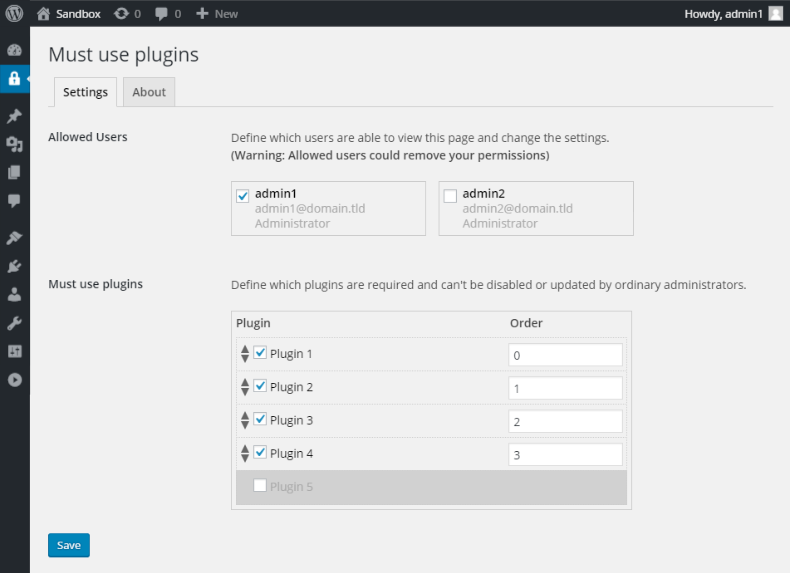 Sandbox 0 0 New Howdy, admin1
Must use plugins
Settings About
Allowed Users
Define which users are able to view this page and change the settings.
(Warning: Allowed users could remove your permissions)
admin1
admin1@domain.tld
Administrator
admin2
admin2@domain.tld
Administrator
Must use plugins
Define which plugins are required and can't be disabled or updated by ordinary administrators.
Plugin Order
Plugin 1 0
Plugin 2 1
Plugin 3 2
Plugin 4 3
Plugin 5
Save